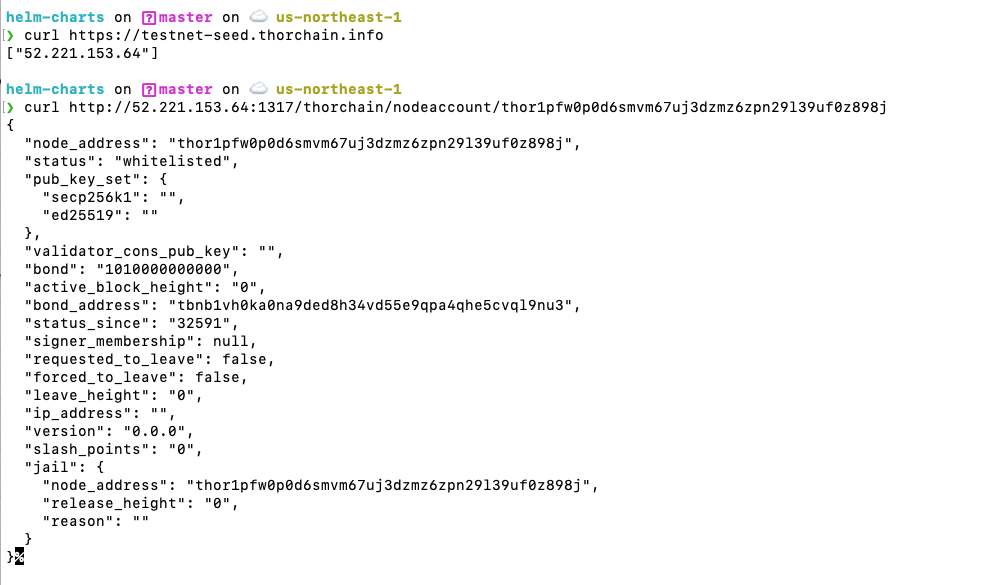 helm-charts on ?master on ☁️ us-northeast-1
❯ curl https://testnet-seed.thorchain.info
["52.221.153.64"]
helm-charts on ?master on ☁️ us-northeast-1
❯ curl http://52.221.153.64:1317/thorchain/nodeaccount/thor1pfw0p0d6smvm67uj3dzmz6zpn29l39uf0z898j
{
  "node_address": "thor1pfw0p0d6smvm67uj3dzmz6zpn29l39uf0z898j",
  "status": "whitelisted",
  "pub_key_set": {
    "secp256k1": "",
    "ed25519": ""
  },
  "validator_cons_pub_key": "",
  "bond": "1010000000000",
  "active_block_height": "0",
  "bond_address": "tbnb1vh0ka0na9ded8h34vd55e9qpa4qhe5cvql9nu3",
  "status_since": "32591",
  "signer_membership": null,
  "requested_to_leave": false,
  "forced_to_leave": false,
  "leave_height": "0",
  "ip_address": "",
  "version": "0.0.0",
  "slash_points": "0",
  "jail": {
    "node_address": "thor1pfw0p0d6smvm67uj3dzmz6zpn29l39uf0z898j",
    "release_height": "0",
    "reason": ""
  }
}%